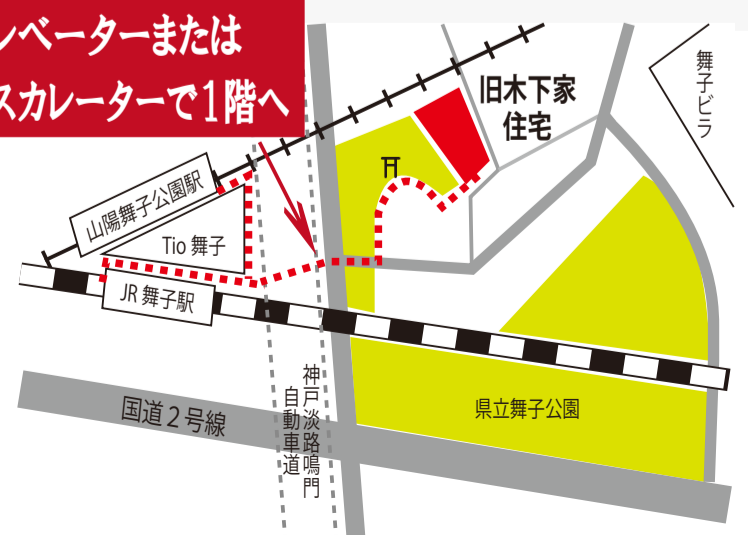 ンベーターまたは
スカレーターで1階へ
旧木下家
住宅
舞子ビラ
山陽舞子公園駅
Tio 舞子
JR 舞子駅
国道2号線
神戸淡路鳴門
自動車道
県立舞子公園